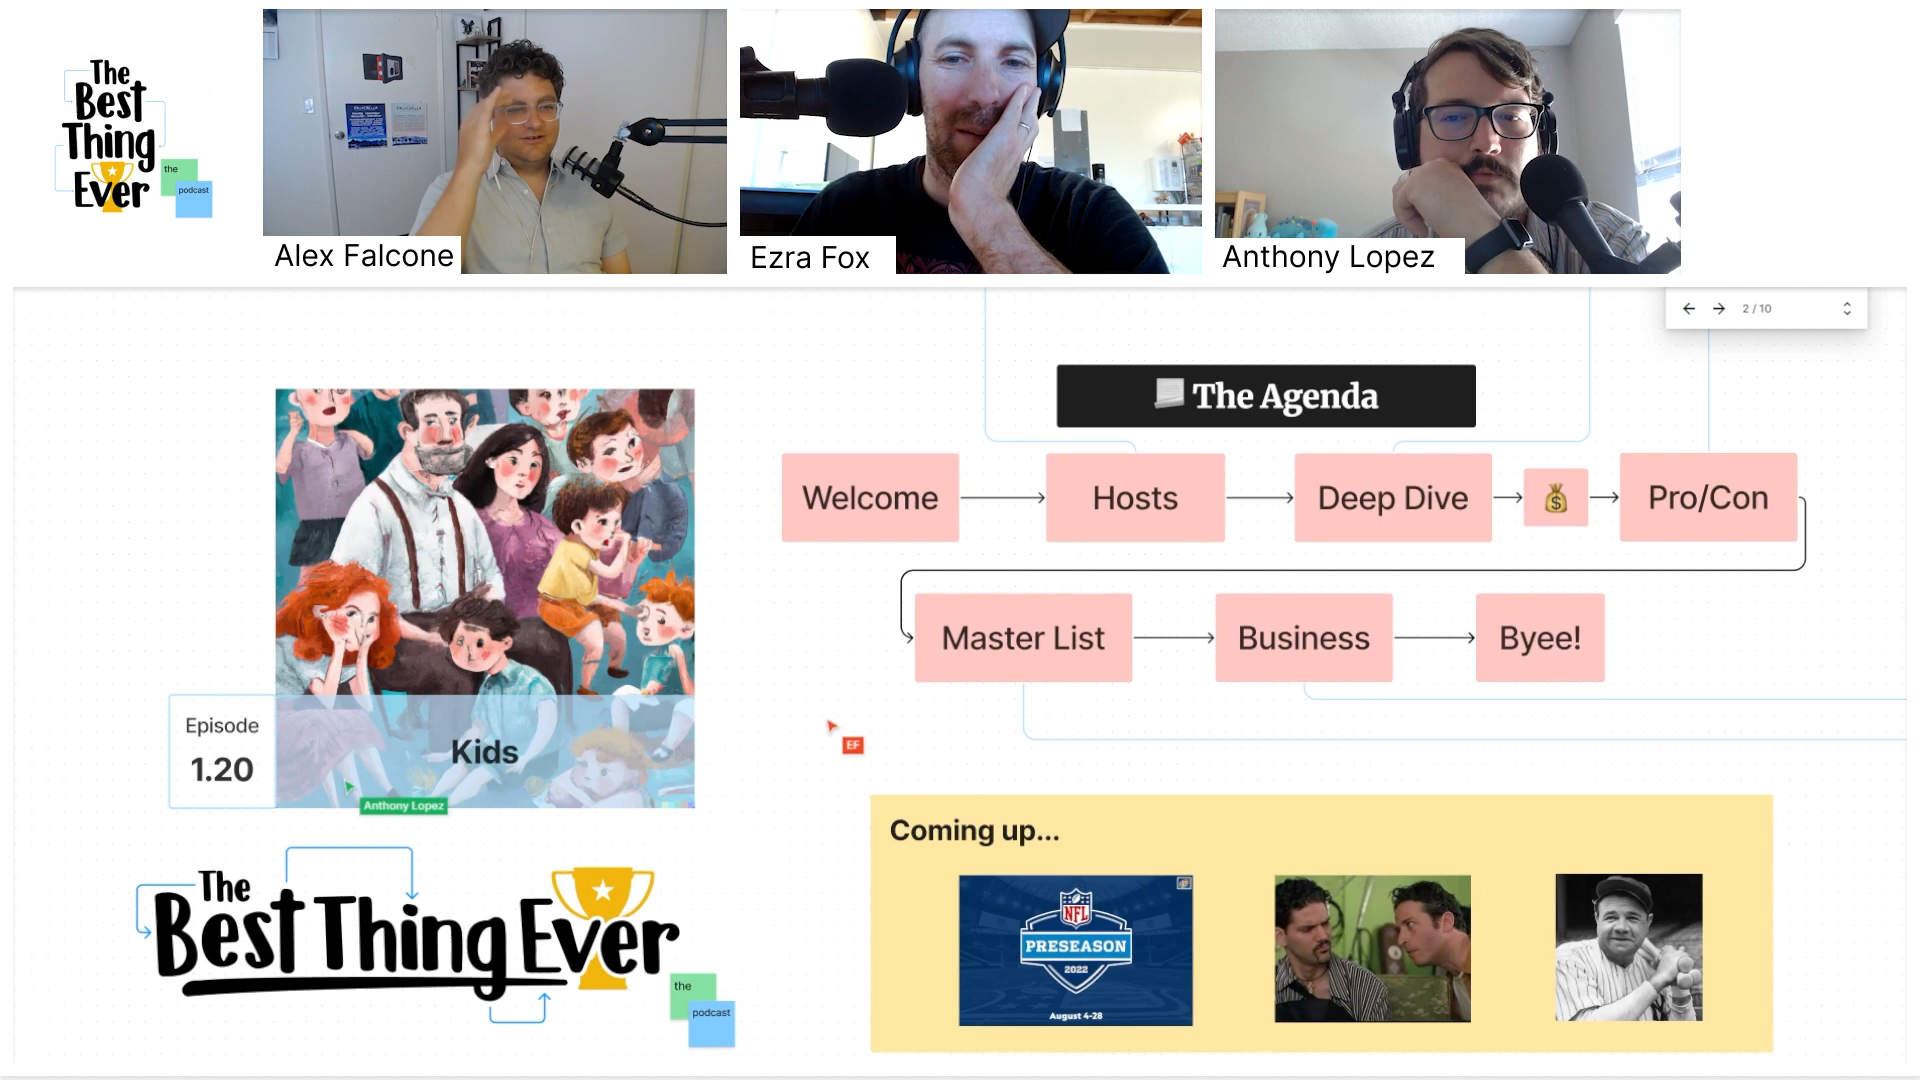 The
Best
Thing
Ever
the
podcast
Alex Falcone
Ezra Fox
Anthony Lopez
2 / 10
The Agenda
Welcome
Hosts
Deep Dive
Pro/Con
Master List
Business
Byee!
Episode
1.20
Kids
Anthony Lopez
EF
The
Best Thing Ever
the
podcast
Coming up...
NFL
PRESEASON
2022
August 4-28